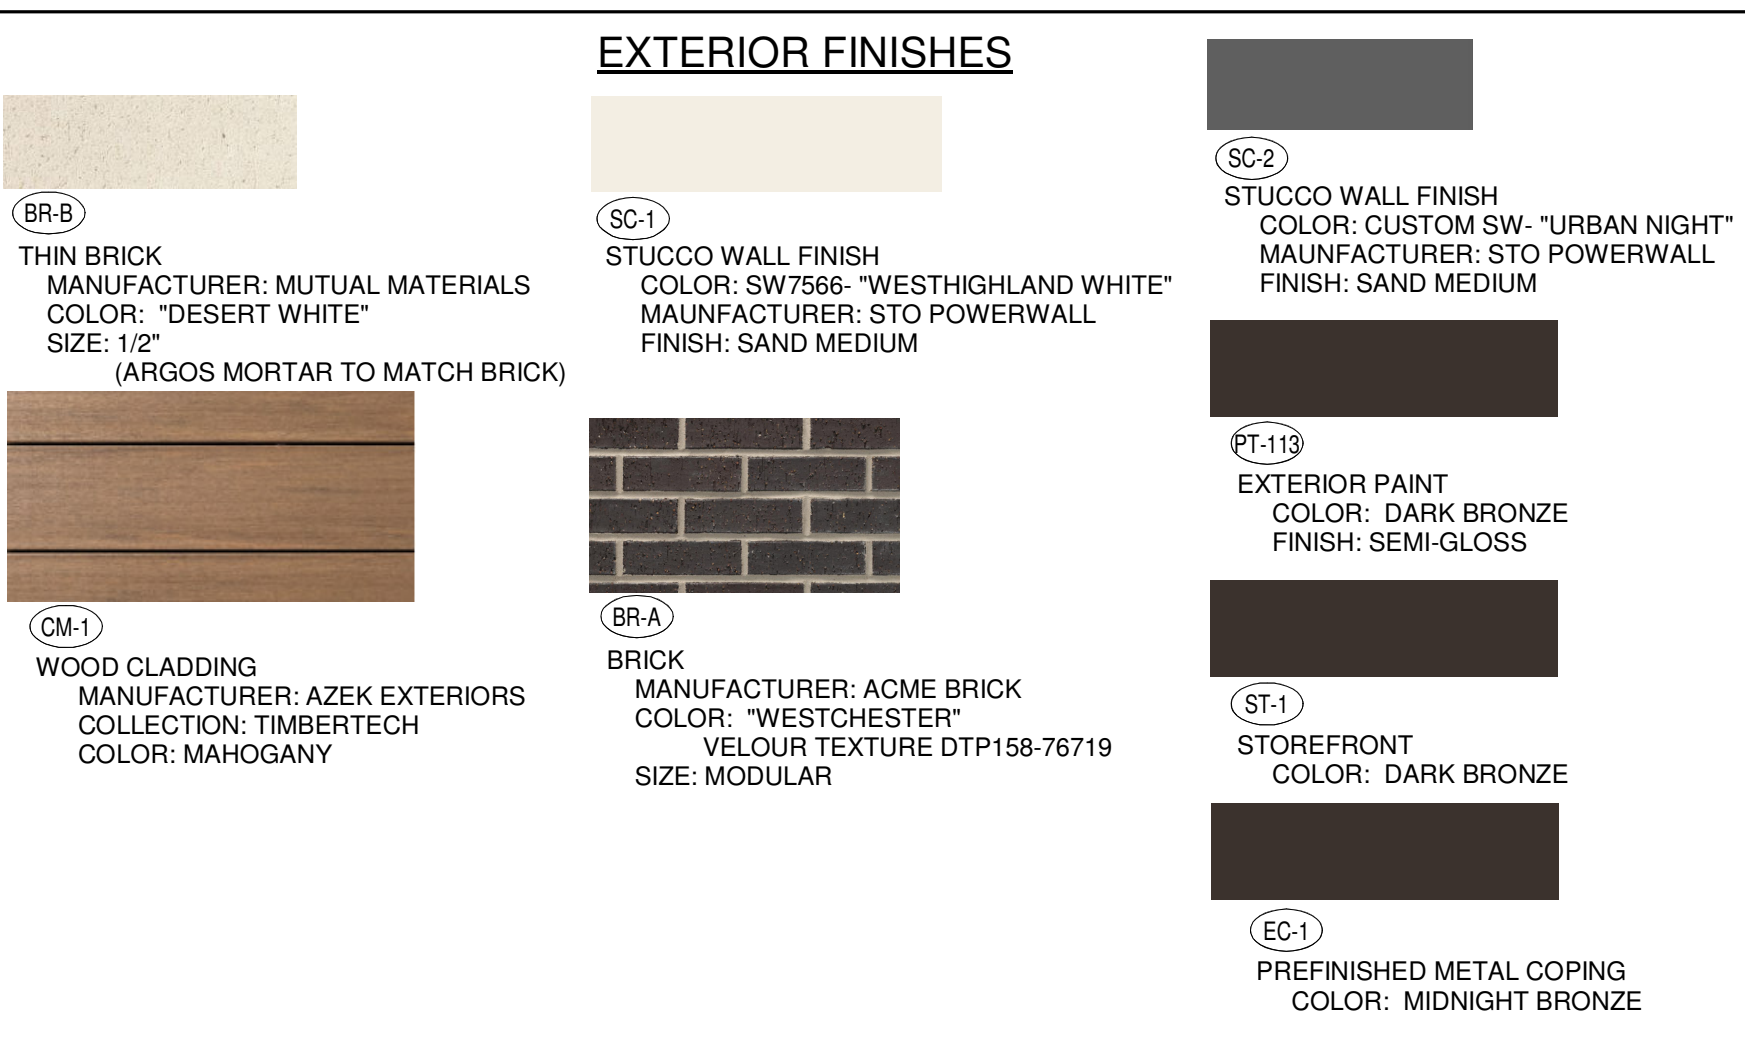 EXTERIOR FINISHES
BR-B
THIN BRICK
MANUFACTURER: MUTUAL MATERIALS
COLOR: "DESERT WHITE"
SIZE: 1/2"
(ARGOS MORTAR TO MATCH BRICK)
CM-1
WOOD CLADDING
MANUFACTURER: AZEK EXTERIORS
COLLECTION: TIMBERTECH
COLOR: MAHOGANY
SC-1
STUCCO WALL FINISH
COLOR: SW7566- "WESTHIGHLAND WHITE"
MAUNFACTURER: STO POWERWALL
FINISH: SAND MEDIUM
BR-A
BRICK
MANUFACTURER: ACME BRICK
COLOR: "WESTCHESTER"
VELOUR TEXTURE DTP158-76719
SIZE: MODULAR
SC-2
STUCCO WALL FINISH
COLOR: CUSTOM SW- "URBAN NIGHT"
MAUNFACTURER: STO POWERWALL
FINISH: SAND MEDIUM
PT-113
EXTERIOR PAINT
COLOR: DARK BRONZE
FINISH: SEMI-GLOSS
ST-1
STOREFRONT
COLOR: DARK BRONZE
EC-1
PREFINISHED METAL COPING
COLOR: MIDNIGHT BRONZE